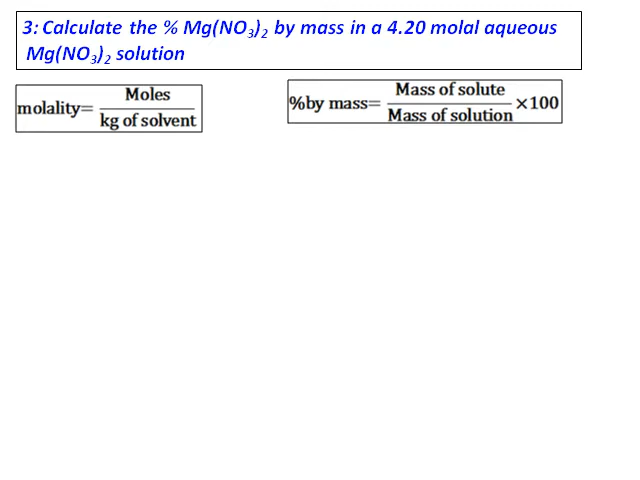 3: Calculate the % Mg(NO₃)₂ by mass in a 4.20 molal aqueous
Mg(NO₃)₂ solution
molality= Moles / kg of solvent
%by mass= Mass of solute / Mass of solution ×100